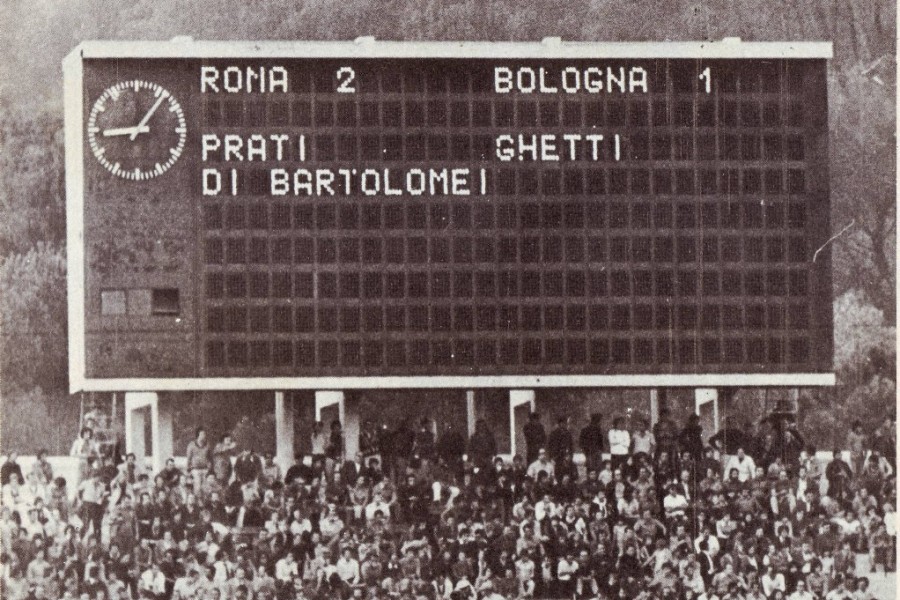 ROMA 2 BOLOGNA 1
PRATI GHETTI
DI BARTOLOMEI